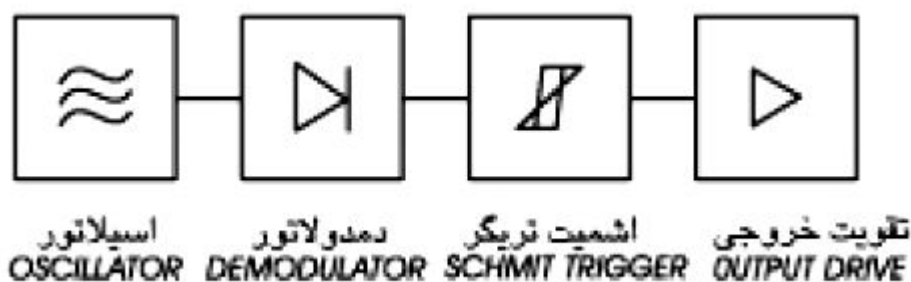 اسیلاتور
دمدولاتور
اشمیت تریگر
تقویت خروجی
OSCILLATOR
DEMODULATOR
SCHMIT TRIGGER
OUTPUT DRIVE